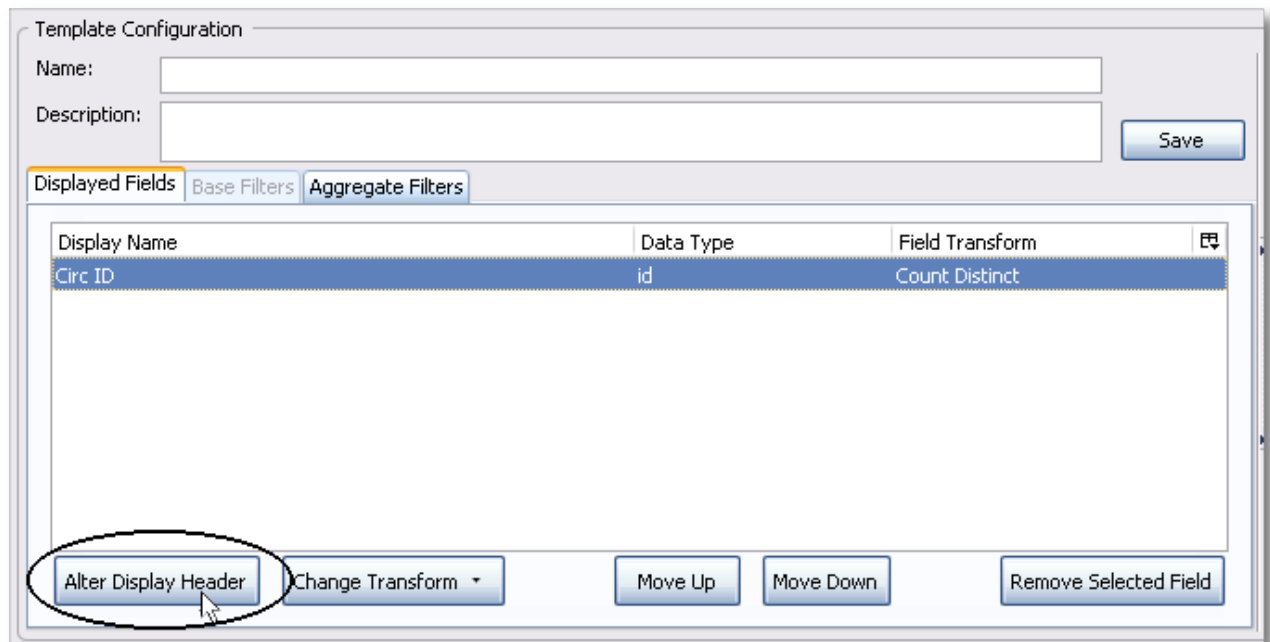 Template Configuration
Name:
Description:
Save
Displayed Fields Base Filters Aggregate Filters
Display Name Data Type Field Transform
Circ ID id Count Distinct
Alter Display Header Change Transform Move Up Move Down Remove Selected Field